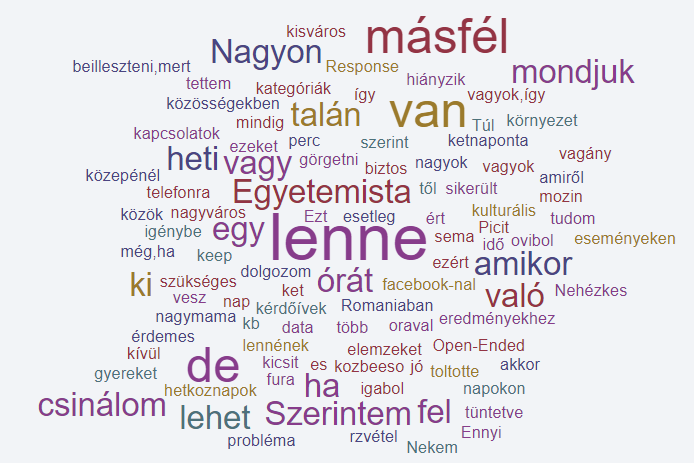 kisváros másfél
Nagyon
beilleszteni,mert Response mondjuk
tettem kategóriák hiányzik
közösségekben így vagyok,így
mindig talán van Túl környezet
kapcsolatok ezeket perc szerint ketnaponta
heti vagy görgetni biztos nagyok vagyok vagány
közepénél amiről
telefonra Egyetemista től sikerült mozin
közök nagyváros Ezt esetleg ért kulturális tudom
igénybe egy lenne sema Picit
idő ovibol eseményeken
még,ha keep ezért amikor
dolgozom órát
ki szükséges ket facebook-nal való Nehézkes
vesz nap kérdőívek Romaniaban
nagymama kb data több oraval eredményekhez
érdemes lennének elemzeket Open-Ended
kívül de kicsit es kozbeeso jó akkor
gyereket fura ha igabol toltotte napokon
hetkoznapok
csinálom lehet Szerintem fel tüntetve
probléma rzvétel Nekem Ennyi